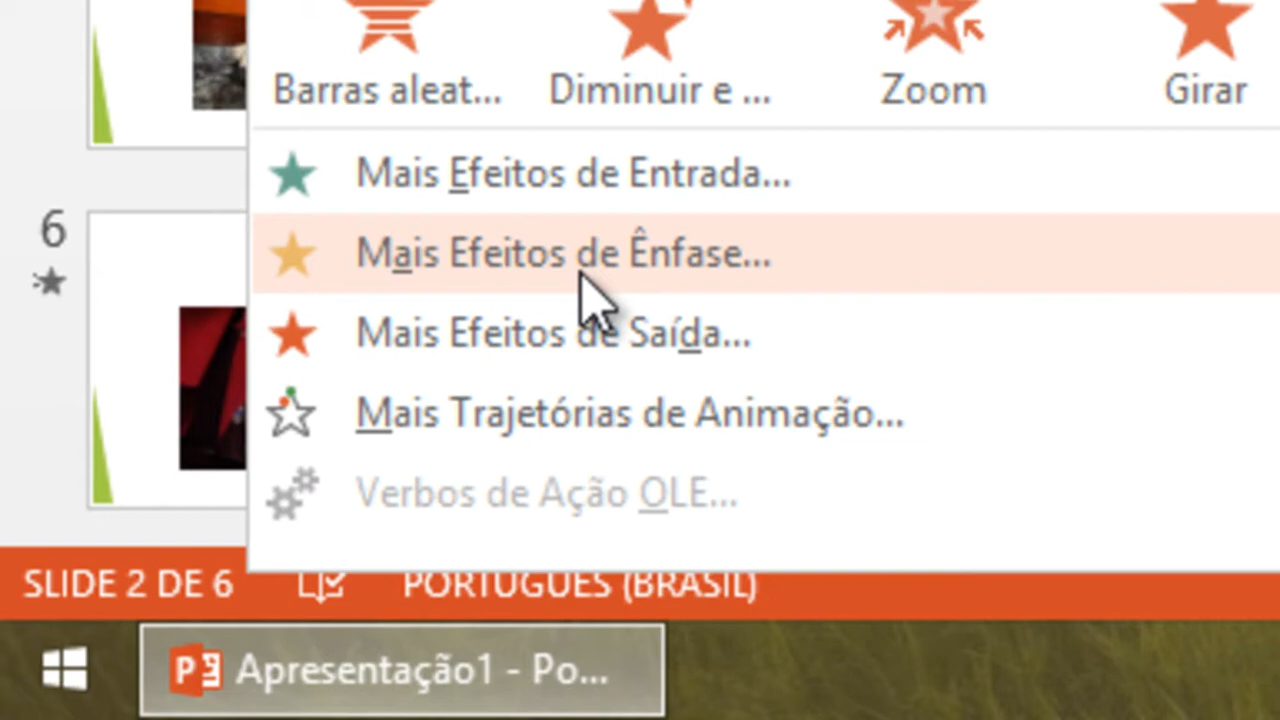 Barras aleat... Diminuir e ... Zoom Girar
Mais Efeitos de Entrada...
6
Mais Efeitos de Ênfase...
Mais Efeitos de Saída...
Mais Trajetórias de Animação...
Verbos de Ação OLE...
SLIDE 2 DE 6 PORTUGUÊS (BRASIL)
Apresentação1 - Po...